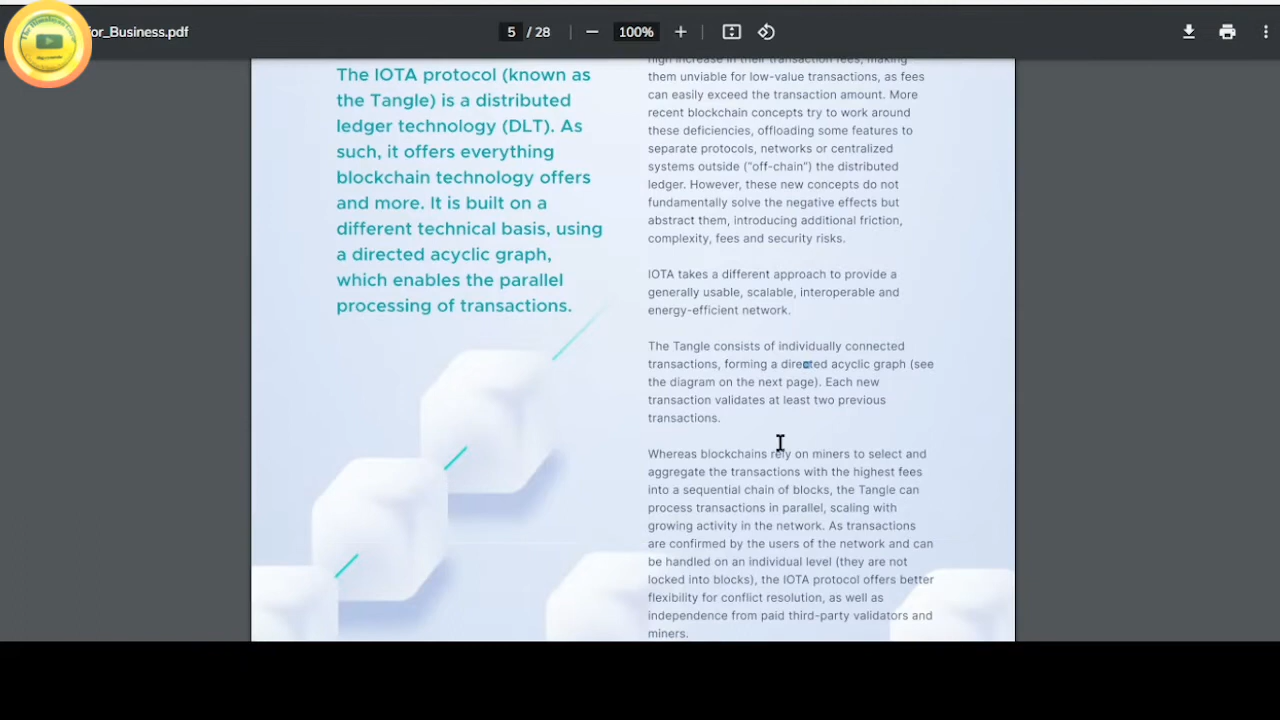 for_Business.pdf
5 / 28
100%
The IOTA protocol (known as
the Tangle) is a distributed
ledger technology (DLT). As
such, it offers everything
blockchain technology offers
and more. It is built on a
different technical basis, using
a directed acyclic graph,
which enables the parallel
processing of transactions.
high increase in their transaction fees, making
them unviable for low-value transactions, as fees
can easily exceed the transaction amount. More
recent blockchain concepts try to work around
these deficiencies, offloading some features to
separate protocols, networks or centralized
systems outside ("off-chain") the distributed
ledger. However, these new concepts do not
fundamentally solve the negative effects but
abstract them, introducing additional friction,
complexity, fees and security risks.
IOTA takes a different approach to provide a
generally usable, scalable, interoperable and
energy-efficient network.
The Tangle consists of individually connected
transactions, forming a directed acyclic graph (see
the diagram on the next page). Each new
transaction validates at least two previous
transactions.
Whereas blockchains rely on miners to select and
aggregate the transactions with the highest fees
into a sequential chain of blocks, the Tangle can
process transactions in parallel, scaling with
growing activity in the network. As transactions
are confirmed by the users of the network and can
be handled on an individual level (they are not
locked into blocks), the IOTA protocol offers better
flexibility for conflict resolution, as well as
independence from paid third-party validators and
miners.